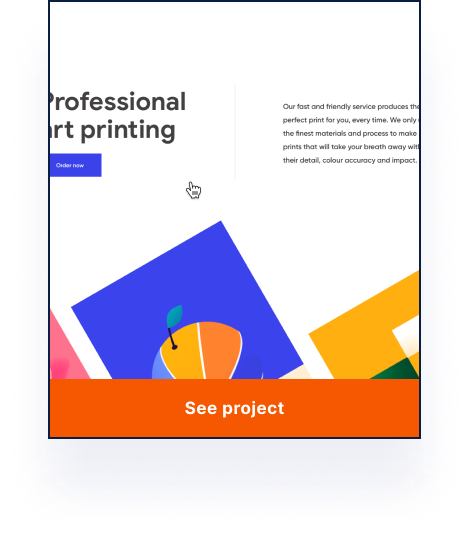 Professional
art printing
Order now
Our fast and friendly service produces the
perfect print for you, every time. We only
the finest materials and process to make
prints that will take your breath away with
their detail, colour accuracy and impact.
See project